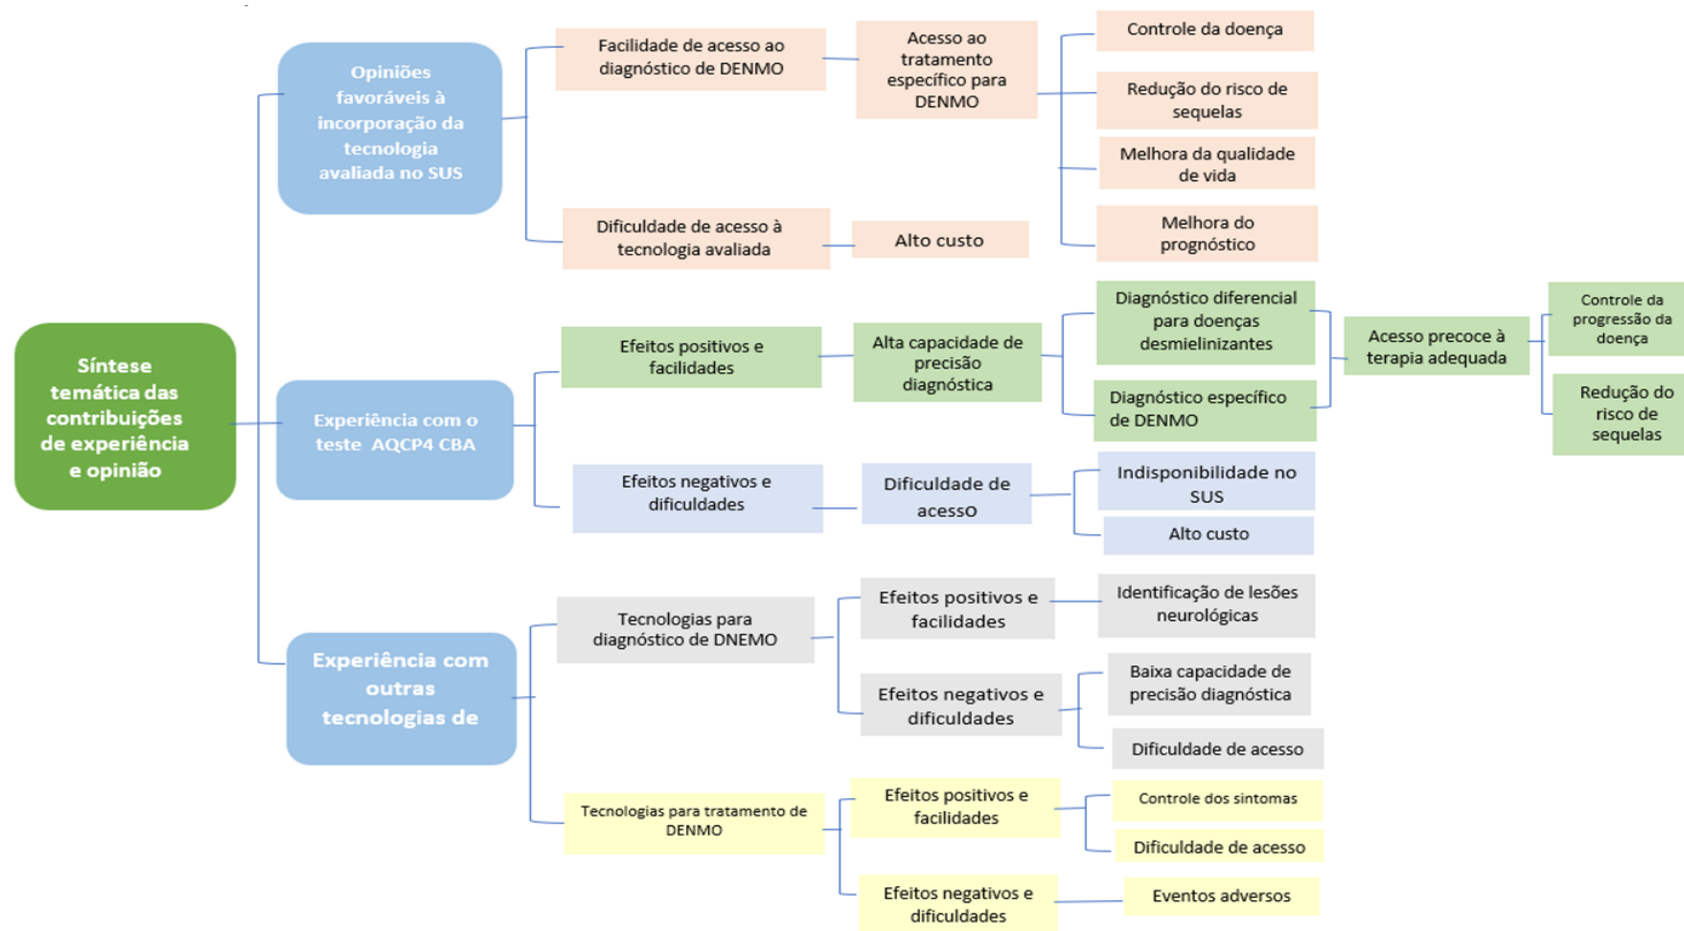 Síntese
temática das
contribuições
de experiência
e opinião
Opiniões
favoráveis à
incorporação da
tecnologia
avaliada no SUS
Facilidade de acesso ao
diagnóstico de DENMO
Acesso ao
tratamento
específico para
DENMO
Controle da doença
Redução do risco de
sequelas
Melhora da qualidade
de vida
Melhora do
prognóstico
Dificuldade de acesso à
tecnologia avaliada
Alto custo
Experiência com o
teste AQCP4 CBA
Efeitos positivos e
facilidades
Alta capacidade de
precisão
diagnóstica
Diagnóstico diferencial
para doenças
desmielinizantes
Diagnóstico específico
de DENMO
Acesso precoce à
terapia adequada
Controle da
progressão da
doença
Redução do
risco de
sequelas
Efeitos negativos e
dificuldades
Dificuldade de
acesso
Indisponibilidade no
SUS
Alto custo
Experiência com
outras
tecnologias de
Tecnologias para
diagnóstico de DNEMO
Efeitos positivos e
facilidades
Identificação de lesões
neurológicas
Efeitos negativos e
dificuldades
Baixa capacidade de
precisão diagnóstica
Dificuldade de acesso
Tecnologias para tratamento de
DENMO
Efeitos positivos e
facilidades
Controle dos sintomas
Dificuldade de acesso
Efeitos negativos e
dificuldades
Eventos adversos